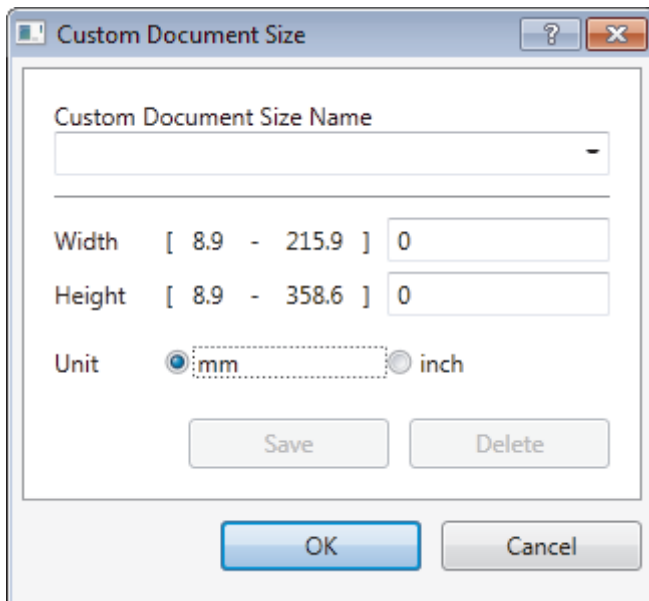 Custom Document Size
?
Custom Document Size Name
Width [ 8.9 - 215.9 ] 0
Height [ 8.9 - 358.6 ] 0
Unit mm inch
Save Delete
OK Cancel